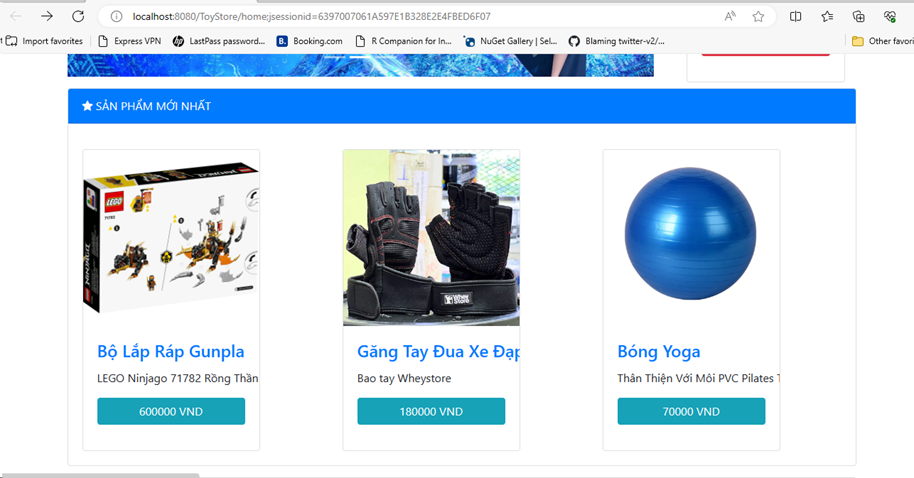 localhost:8080/ToyStore/home;jsessionid=6397007061A597E1B328E2E4FBED6F07
t Import favorites Express VPN LastPass password... Booking.com R Companion for In... NuGet Gallery | Sel... Blaming twitter-v2/... Other favori
SẢN PHẨM MỚI NHẤT
LEGO
71782
NINJAGO
Whey Store
Bộ Lắp Ráp Gunpla
Găng Tay Đua Xe Đạp
Bóng Yoga
LEGO Ninjago 71782 Rồng Thần
Bao tay Wheystore
Thân Thiện Với Môi PVC Pilates T
600000 VND
180000 VND
70000 VND